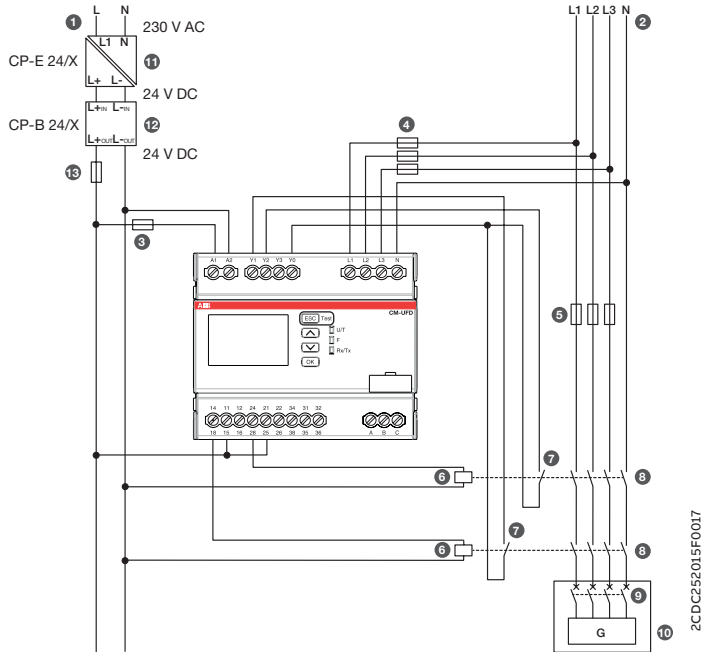 L N
1 230 V AC
L1 N
CP-E 24/X 11
L+ L-
24 V DC
L+IN L-IN
CP-B 24/X 12
L+OUT L-OUT
24 V DC
13
3
L1 L2 L3 N
2
4
5
A1 A2 Y1 Y2 Y3 Y0 L1 L2 L3 N
ABB CM-UFD
ESC Test
U/T
F
Rx/Tx
OK
14 11 12 24 21 22 34 31 32
18 15 16 28 25 26 38 35 36
A B C
7
6 8
7
6 8
9
G 10
2CDC252015F0017